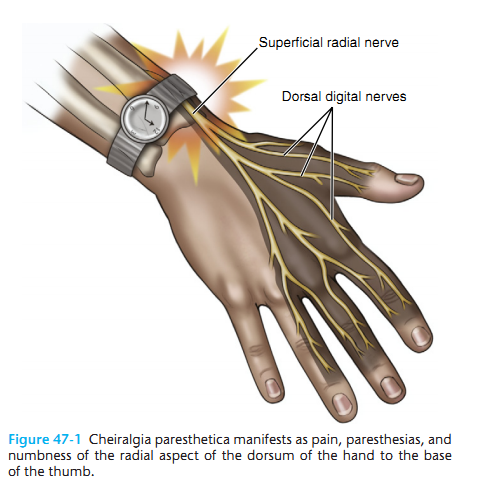 Superficial radial nerve
Dorsal digital nerves
Figure 47-1 Cheiralgia paresthetica manifests as pain, paresthesias, and
numbness of the radial aspect of the dorsum of the hand to the base
of the thumb.